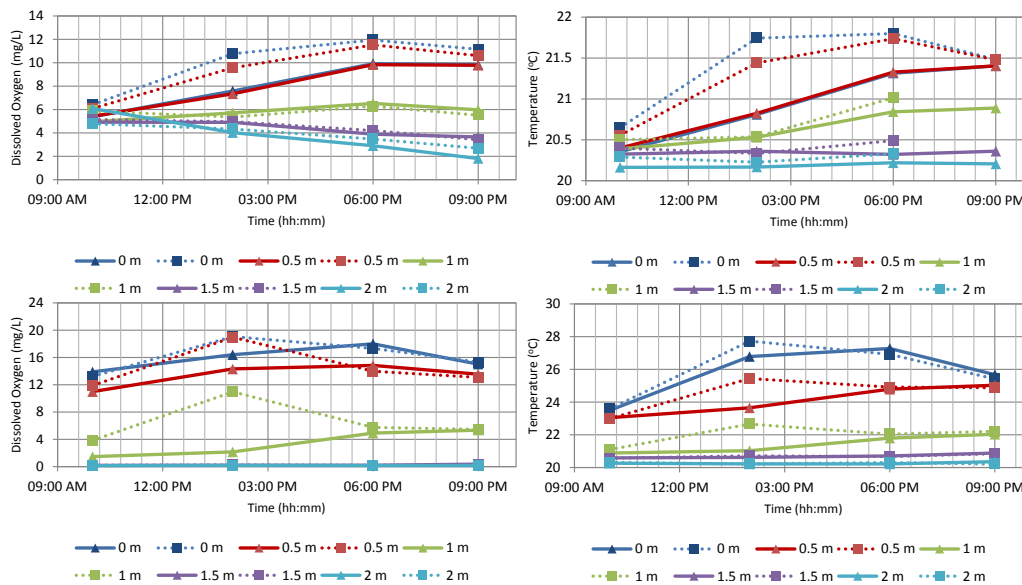 14
12
10
8
6
4
2
0
Dissolved Oxygen (mg/L)
09:00 AM 12:00 PM 03:00 PM 06:00 PM 09:00 PM
Time (hh:mm)
0 m 0 m 0.5 m 0.5 m 1 m
1 m 1.5 m 1.5 m 2 m 2 m
22
21.5
21
20.5
20
Temperature (ºC)
09:00 AM 12:00 PM 03:00 PM 06:00 PM 09:00 PM
Time (hh:mm)
0 m 0 m 0.5 m 0.5 m 1 m
1 m 1.5 m 1.5 m 2 m 2 m
24
20
16
12
8
4
0
Dissolved Oxygen (mg/L)
09:00 AM 12:00 PM 03:00 PM 06:00 PM 09:00 PM
Time (hh:mm)
0 m 0 m 0.5 m 0.5 m 1 m
1 m 1.5 m 1.5 m 2 m 2 m
30
28
26
24
22
20
Temperature (ºC)
09:00 AM 12:00 PM 03:00 PM 06:00 PM 09:00 PM
Time (hh:mm)
0 m 0 m 0.5 m 0.5 m 1 m
1 m 1.5 m 1.5 m 2 m 2 m